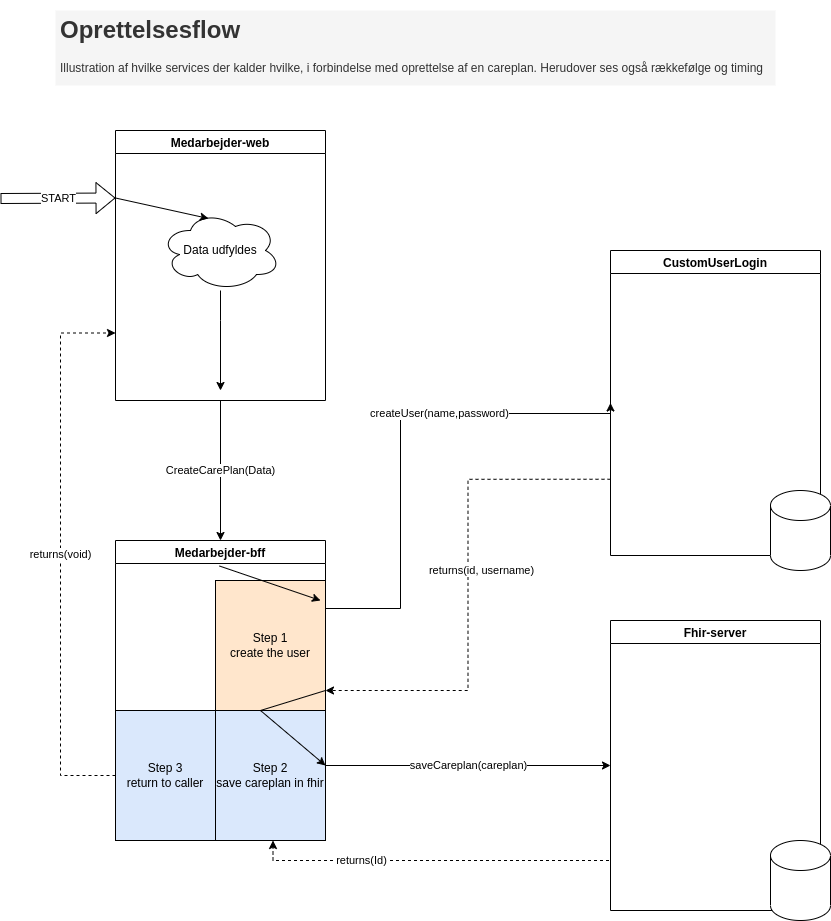 Oprettelsesflow
Illustration af hvilke services der kalder hvilke, i forbindelse med oprettelse af en careplan. Herudover ses også rækkefølge og timing
Medarbejder-web
START
Data udfyldes
CustomUserLogin
createUser(name,password)
CreateCarePlan(Data)
returns(void)
Medarbejder-bff
returns(id, username)
Step 1
create the user
Fhir-server
Step 3
return to caller
Step 2
save careplan in fhir
saveCareplan(careplan)
returns(Id)